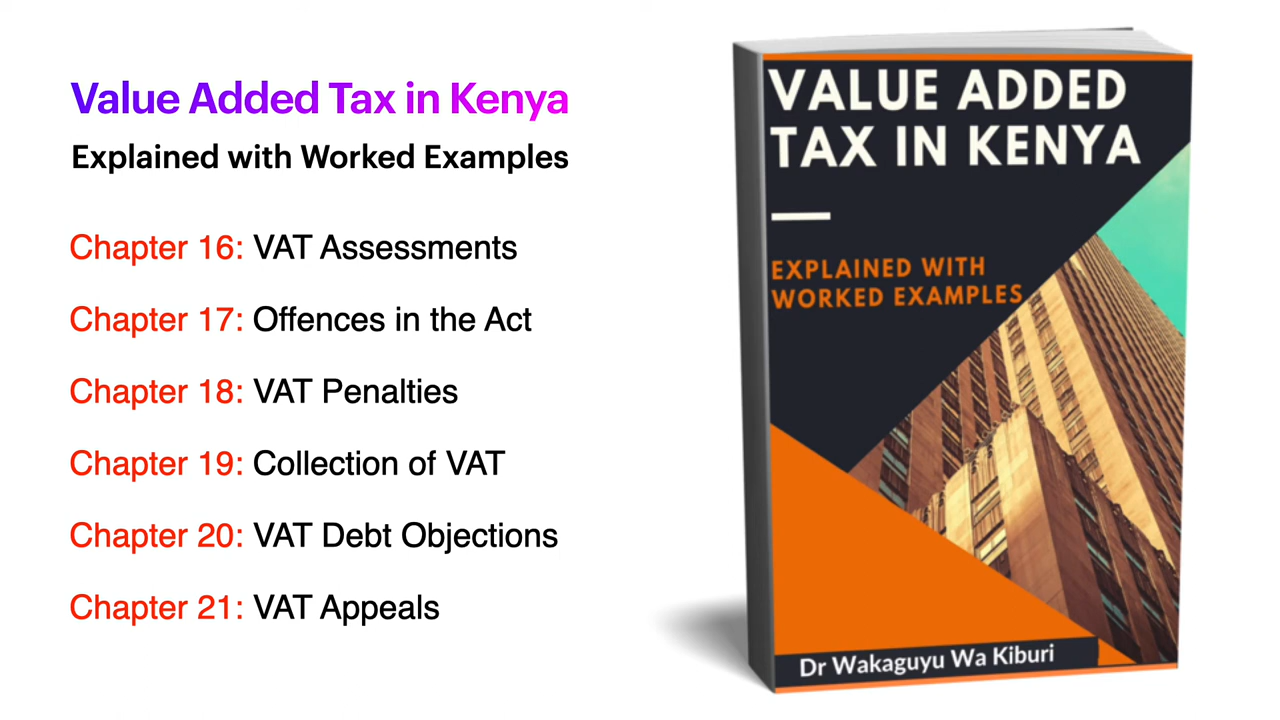 Value Added Tax in Kenya
Explained with Worked Examples
Chapter 16: VAT Assessments
Chapter 17: Offences in the Act
Chapter 18: VAT Penalties
Chapter 19: Collection of VAT
Chapter 20: VAT Debt Objections
Chapter 21: VAT Appeals
VALUE ADDED
TAX IN KENYA
EXPLAINED WITH
WORKED EXAMPLES
Dr Wakaguyu Wa Kiburi